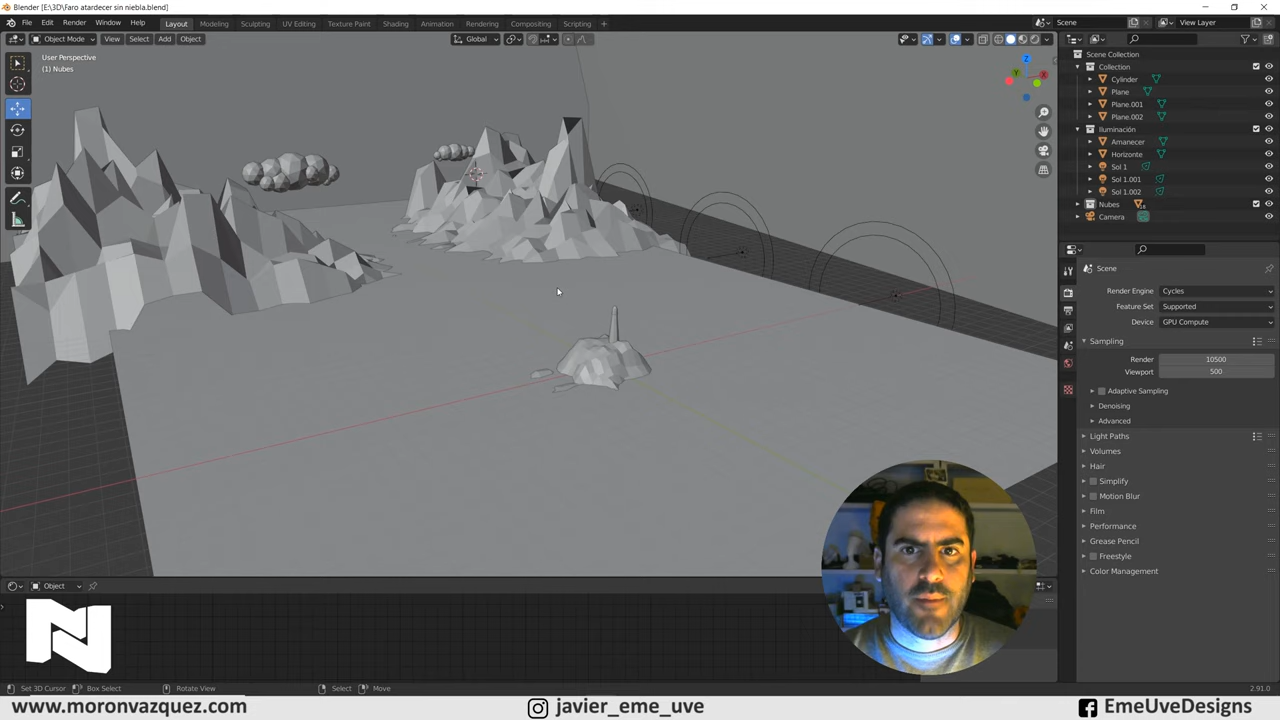 Blender [E:\3D\Faro atardecer sin niebla.blend]
File Edit Render Window Help Layout Modeling Sculpting UV Editing Texture Paint Shading Animation Rendering Compositing Scripting + Scene View Layer
Object Mode View Select Add Object Global
User Perspective
(1) Nubes
Scene Collection
Collection
Cylinder
Plane
Plane.001
Plane.002
Iluminación
Amanecer
Horizonte
Sol 1
Sol 1.001
Sol 1.002
Nubes
Camera
Scene
Render Engine Cycles
Feature Set Supported
Device GPU Compute
Sampling
Render 10500
Viewport 500
Adaptive Sampling
Denoising
Advanced
Light Paths
Volumes
Hair
Simplify
Motion Blur
Film
Performance
Grease Pencil
Freestyle
Color Management
Object
N
Set 3D Cursor Box Select Rotate View Select Move 2.91.0
www.moronvazquez.com javier_eme_uve EmeUveDesigns